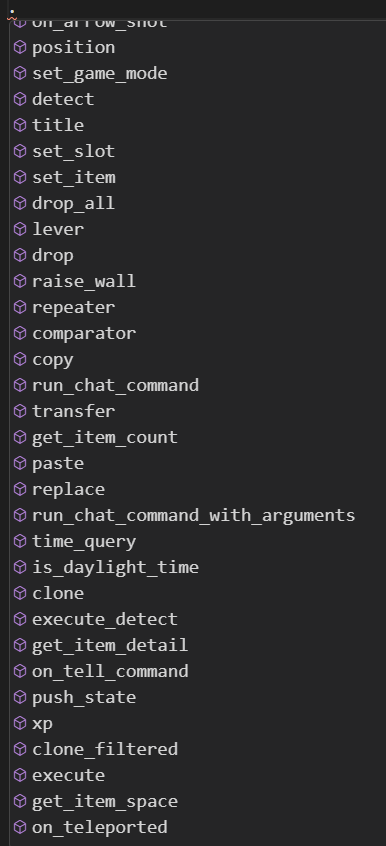 .
on_arrow_shot
position
set_game_mode
detect
title
set_slot
set_item
drop_all
lever
drop
raise_wall
repeater
comparator
copy
run_chat_command
transfer
get_item_count
paste
replace
run_chat_command_with_arguments
time_query
is_daylight_time
clone
execute_detect
get_item_detail
on_tell_command
push_state
xp
clone_filtered
execute
get_item_space
on_teleported